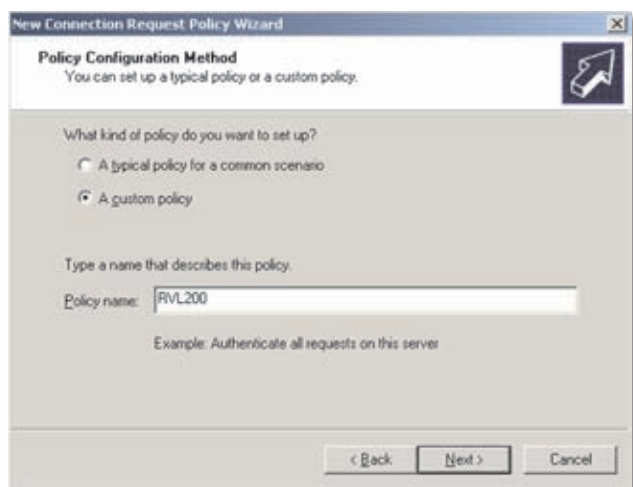 New Connection Request Policy Wizard
Policy Configuration Method
You can set up a typical policy or a custom policy.
What kind of policy do you want to set up?
A typical policy for a common scenario
A custom policy
Type a name that describes this policy.
Policy name: RVL200
Example: Authenticate all requests on this server
< Back Next > Cancel